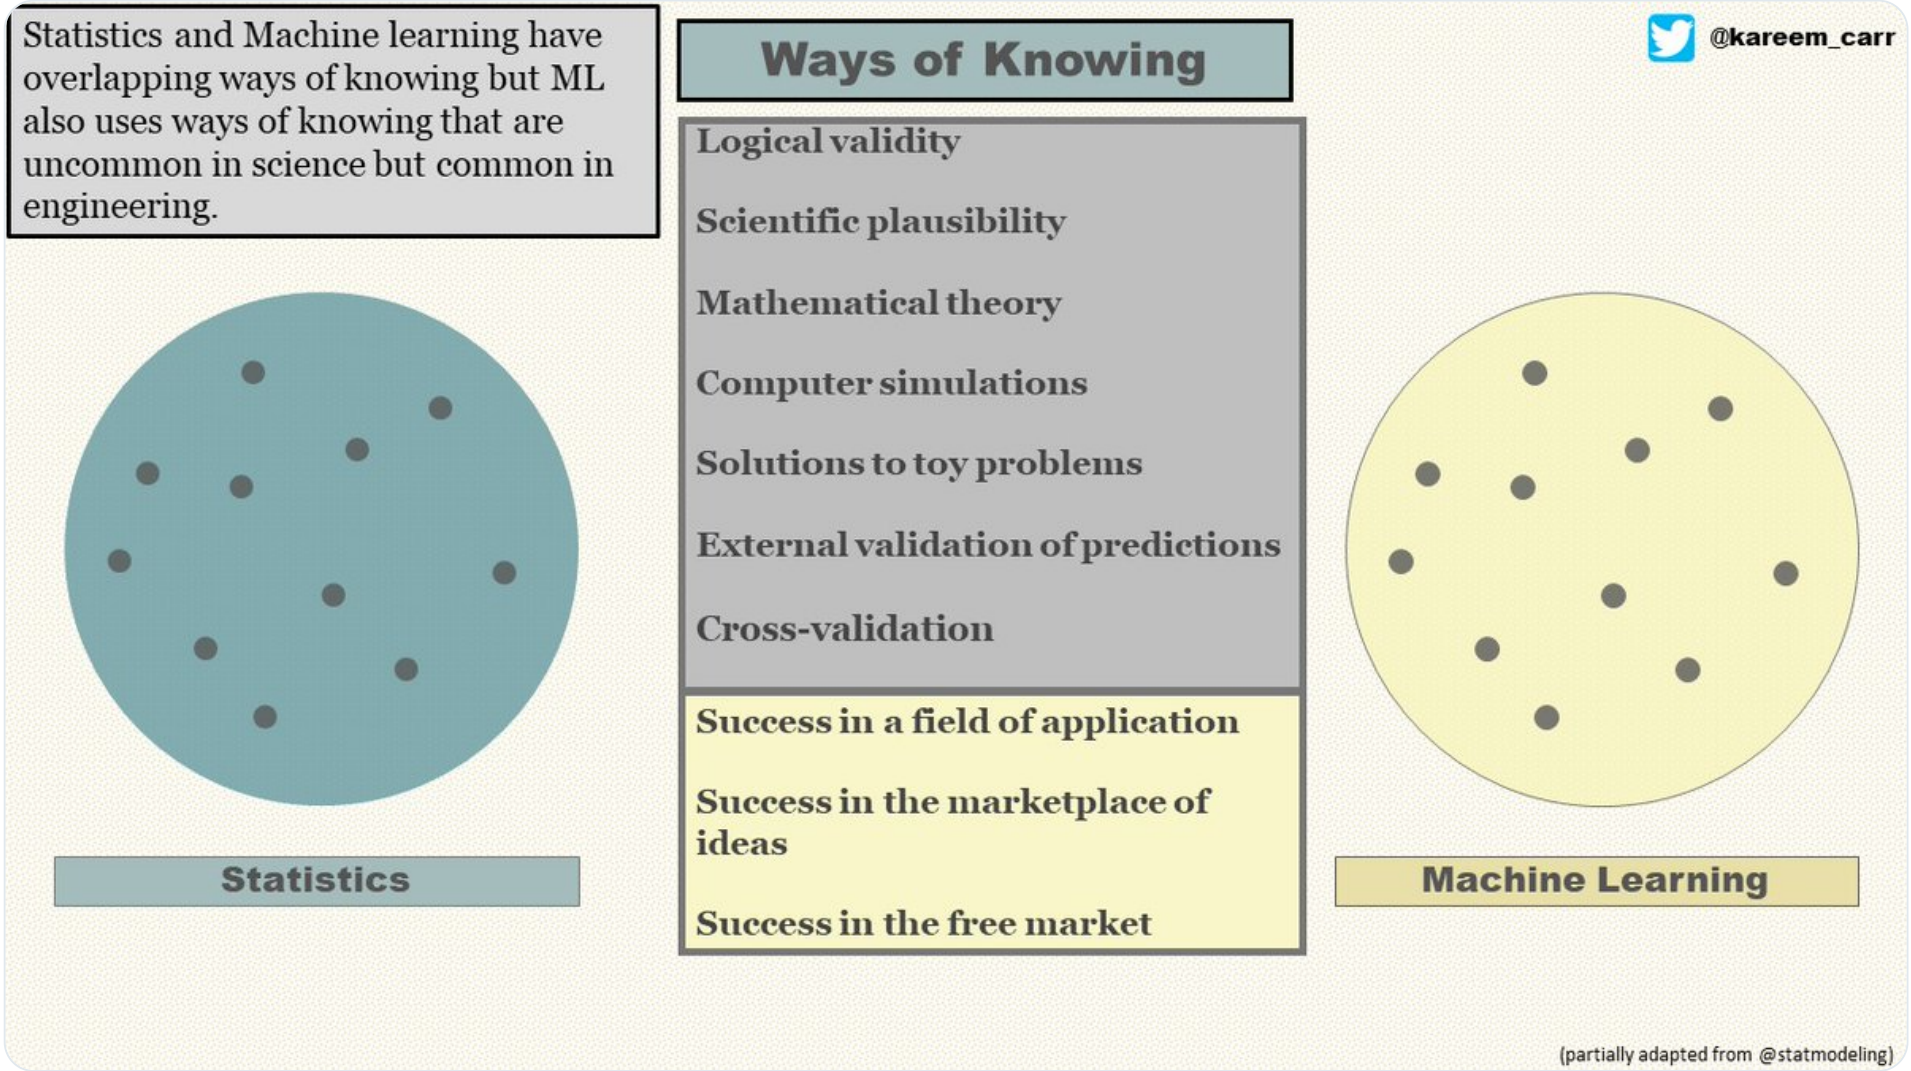 Statistics and Machine learning have
overlapping ways of knowing but ML
also uses ways of knowing that are
uncommon in science but common in
engineering.
Ways of Knowing
@kareem_carr
Logical validity
Scientific plausibility
Mathematical theory
Computer simulations
Solutions to toy problems
External validation of predictions
Cross-validation
Success in a field of application
Success in the marketplace of
ideas
Success in the free market
Statistics
Machine Learning
(partially adapted from @statmodeling)